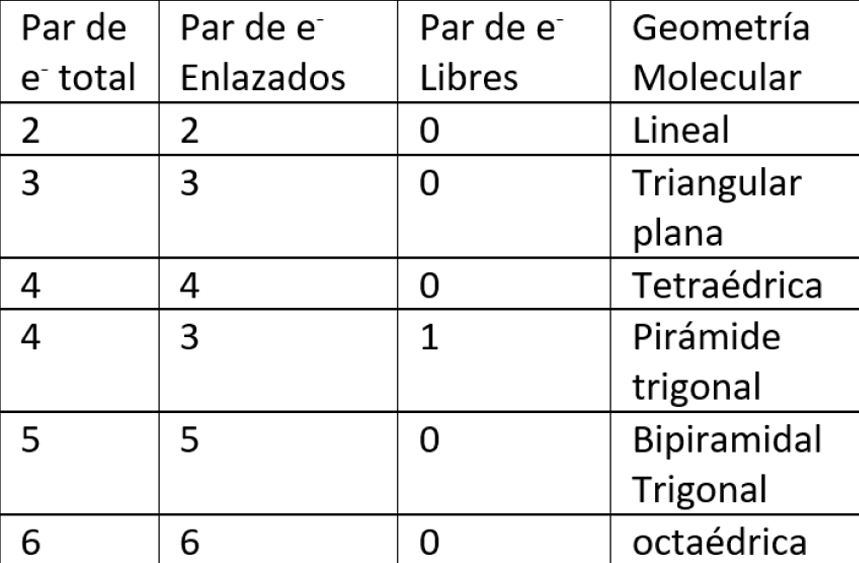 Par de e⁻ total Par de e⁻ Enlazados Par de e⁻ Libres Geometría Molecular
2 2 0 Lineal
3 3 0 Triangular plana
4 4 0 Tetraédrica
4 3 1 Pirámide trigonal
5 5 0 Bipiramidal Trigonal
6 6 0 octaédrica